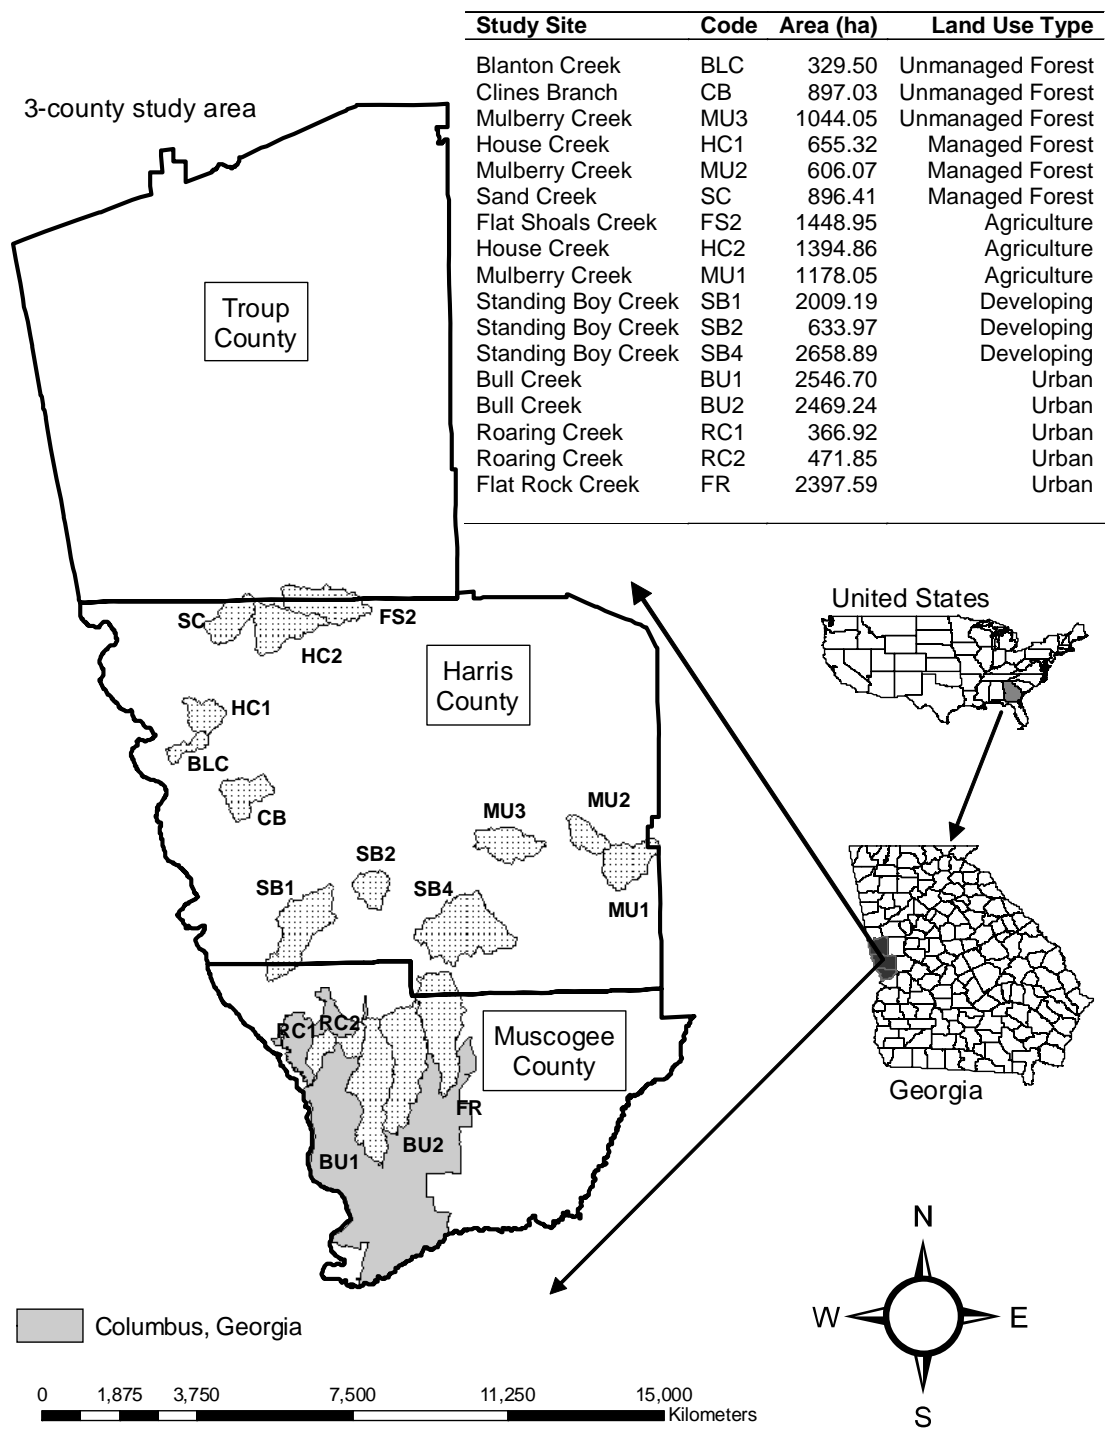 Study Site Code Area (ha) Land Use Type
Blanton Creek BLC 329.50 Unmanaged Forest
Clines Branch CB 897.03 Unmanaged Forest
Mulberry Creek MU3 1044.05 Unmanaged Forest
House Creek HC1 655.32 Managed Forest
Mulberry Creek MU2 606.07 Managed Forest
Sand Creek SC 896.41 Managed Forest
Flat Shoals Creek FS2 1448.95 Agriculture
House Creek HC2 1394.86 Agriculture
Mulberry Creek MU1 1178.05 Agriculture
Standing Boy Creek SB1 2009.19 Developing
Standing Boy Creek SB2 633.97 Developing
Standing Boy Creek SB4 2658.89 Developing
Bull Creek BU1 2546.70 Urban
Bull Creek BU2 2469.24 Urban
Roaring Creek RC1 366.92 Urban
Roaring Creek RC2 471.85 Urban
Flat Rock Creek FR 2397.59 Urban
3-county study area
Troup
County
SC
FS2
HC2
Harris
County
HC1
BLC
CB
MU3
MU2
SB2
SB1
SB4
MU1
RC1
RC2
Muscogee
County
FR
BU2
BU1
United States
Georgia
N
W
E
S
Columbus, Georgia
0 1,875 3,750 7,500 11,250 15,000
Kilometers